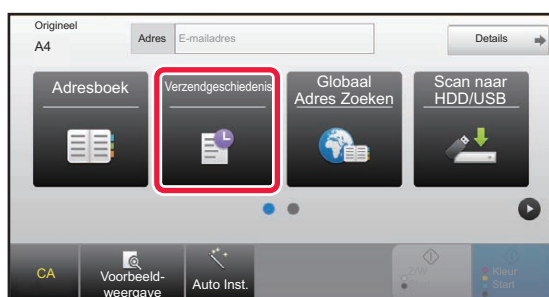 Origineel
A4
Adres
E-mailadres
Details
Adresboek
Verzendgeschiedenis
Globaal
Adres Zoeken
Scan naar
HDD/USB
CA
Voorbeeld-
weergave
Auto Inst.
Z/W
Start
Kleur
Start